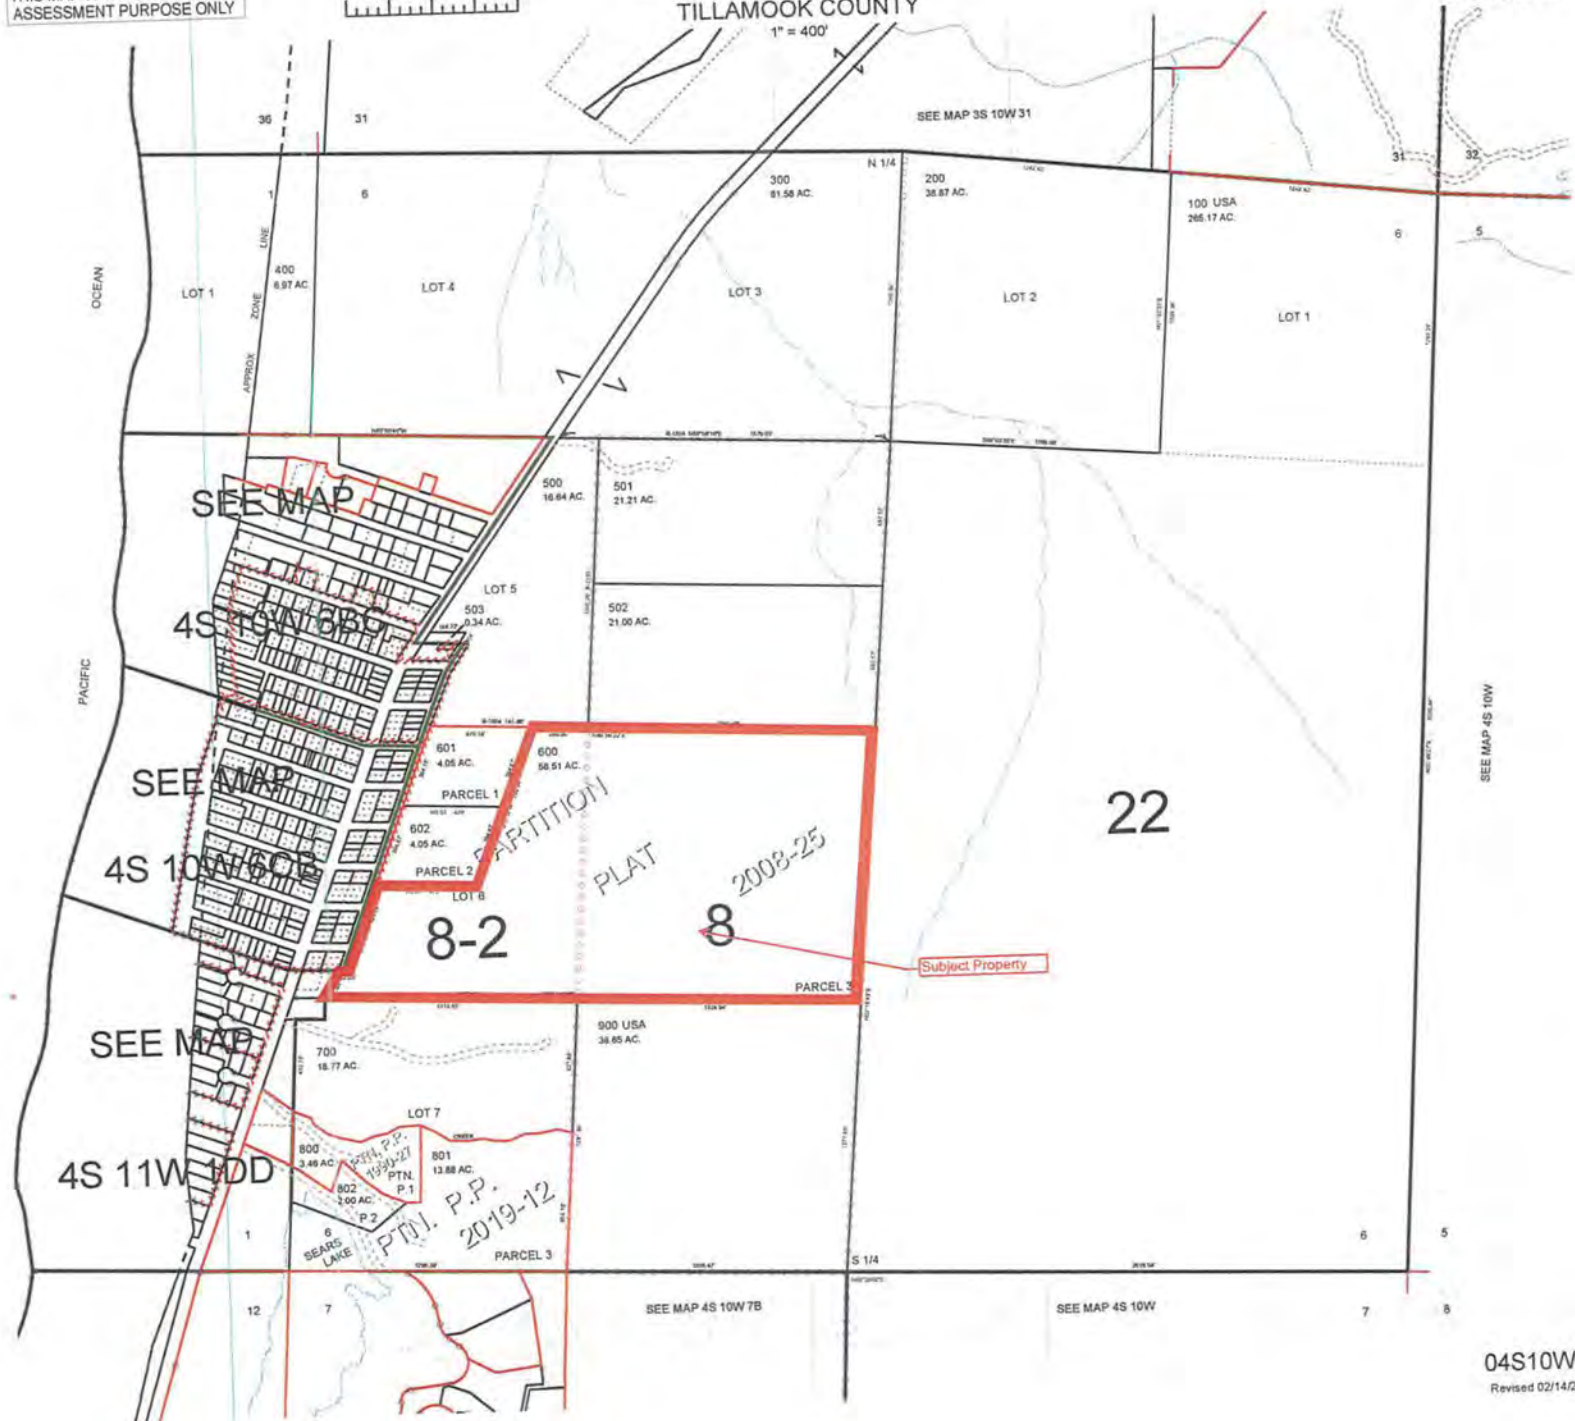 ASSESSMENT PURPOSE ONLY
TILLAMOOK COUNTY
1" = 400'
SEE MAP 3S 10W 31
36
31
31
32
N 1/4
1
6
300
81.58 AC.
200
38.87 AC.
100 USA
265.17 AC.
6
5
OCEAN
LOT 1
APPROX ZONE LINE
400
6.97 AC.
LOT 4
LOT 3
LOT 2
LOT 1
SEE MAP
4S 10W 6BC
500
16.64 AC.
501
21.21 AC.
LOT 5
503
0.34 AC.
502
21.00 AC.
PACIFIC
SEE MAP 4S 10W
SEE MAP
4S 10W 6CB
601
4.05 AC.
PARCEL 1
600
58.51 AC.
602
4.05 AC.
PARCEL 2
LOT 6
PARTITION
PLAT
2008-25
22
8-2
8
Subject Property
PARCEL 3
SEE MAP
4S 11W 1DD
900 USA
38.65 AC.
700
18.77 AC.
LOT 7
CREEK
800
3.46 AC.
PTN. P.P.
1990-27
PTN.
P.1
801
13.88 AC.
802
2.00 AC.
P.2
PTN. P.P.
2019-12
PARCEL 3
1
6
SEARS
LAKE
6
5
S 1/4
12
7
SEE MAP 4S 10W 7B
SEE MAP 4S 10W
7
8
04S10W
Revised 02/14/2